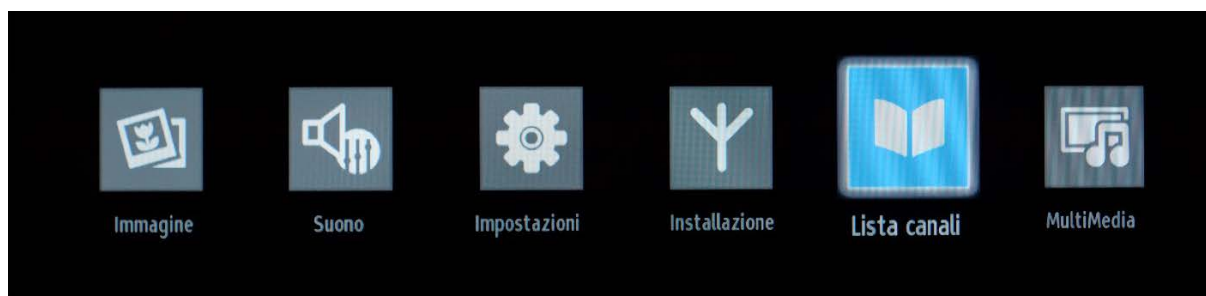 Immagine
Suono
Impostazioni
Installazione
Lista canali
MultiMedia